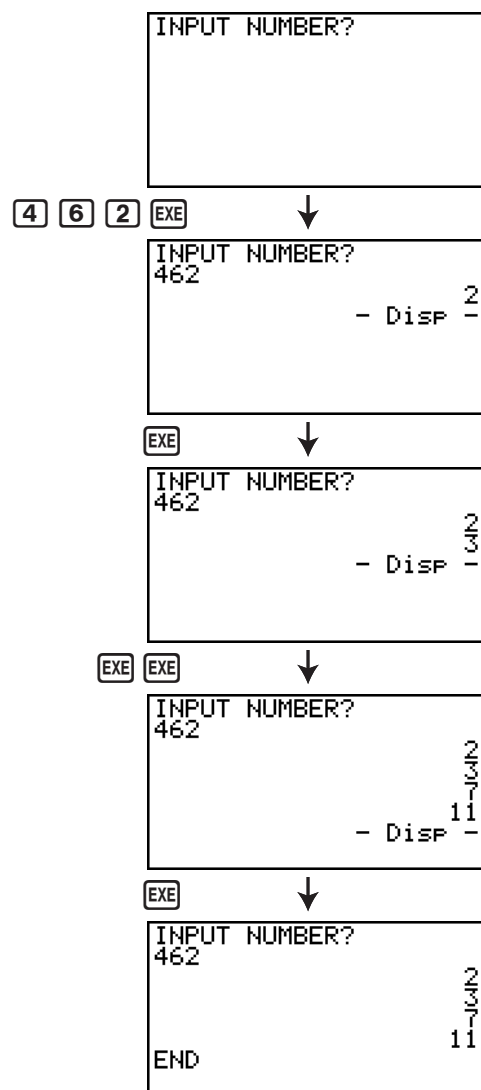 INPUT NUMBER?
4 6 2 EXE
INPUT NUMBER?
462
2
- Disp -
EXE
INPUT NUMBER?
462
2
3
- Disp -
EXE EXE
INPUT NUMBER?
462
2
3
7
11
- Disp -
EXE
INPUT NUMBER?
462
2
3
7
11
END